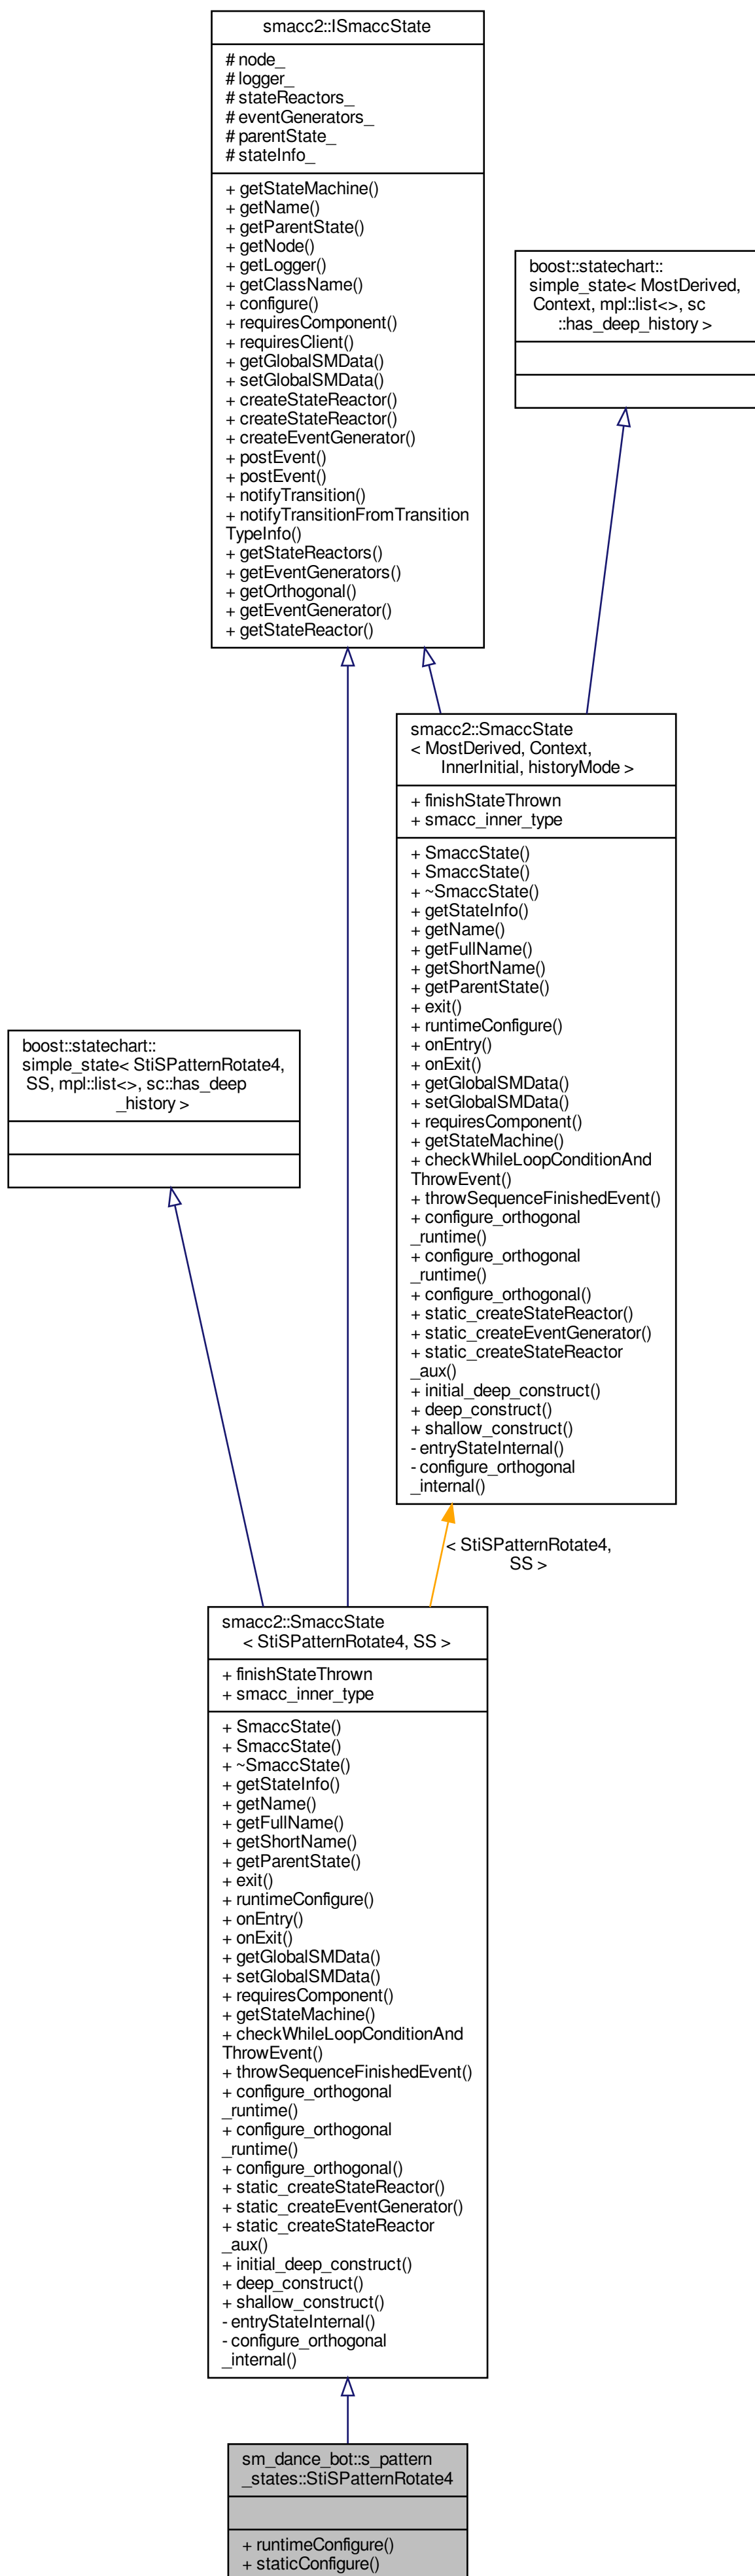 smacc2::ISmaccState
# node_
# logger_
# stateReactors_
# eventGenerators_
# parentState_
# stateInfo_
+ getStateMachine()
+ getName()
+ getParentState()
+ getNode()
+ getLogger()
+ getClassName()
+ configure()
+ requiresComponent()
+ requiresClient()
+ getGlobalSMData()
+ setGlobalSMData()
+ createStateReactor()
+ createStateReactor()
+ createEventGenerator()
+ postEvent()
+ postEvent()
+ notifyTransition()
+ notifyTransitionFromTransition
TypeInfo()
+ getStateReactors()
+ getEventGenerators()
+ getOrthogonal()
+ getEventGenerator()
+ getStateReactor()
boost::statechart::
simple_state< MostDerived,
Context, mpl::list<>, sc
::has_deep_history >
smacc2::SmaccState
< MostDerived, Context,
InnerInitial, historyMode >
+ finishStateThrown
+ smacc_inner_type
+ SmaccState()
+ SmaccState()
+ ~SmaccState()
+ getStateInfo()
+ getName()
+ getFullName()
+ getShortName()
+ getParentState()
+ exit()
+ runtimeConfigure()
+ onEntry()
+ onExit()
+ getGlobalSMData()
+ setGlobalSMData()
+ requiresComponent()
+ getStateMachine()
+ checkWhileLoopConditionAnd
ThrowEvent()
+ throwSequenceFinishedEvent()
+ configure_orthogonal
_runtime()
+ configure_orthogonal
_runtime()
+ configure_orthogonal()
+ static_createStateReactor()
+ static_createEventGenerator()
+ static_createStateReactor
_aux()
+ initial_deep_construct()
+ deep_construct()
+ shallow_construct()
- entryStateInternal()
- configure_orthogonal
_internal()
boost::statechart::
simple_state< StiSPatternRotate4,
SS, mpl::list<>, sc::has_deep
_history >
< StiSPatternRotate4,
SS >
smacc2::SmaccState
< StiSPatternRotate4, SS >
+ finishStateThrown
+ smacc_inner_type
+ SmaccState()
+ SmaccState()
+ ~SmaccState()
+ getStateInfo()
+ getName()
+ getFullName()
+ getShortName()
+ getParentState()
+ exit()
+ runtimeConfigure()
+ onEntry()
+ onExit()
+ getGlobalSMData()
+ setGlobalSMData()
+ requiresComponent()
+ getStateMachine()
+ checkWhileLoopConditionAnd
ThrowEvent()
+ throwSequenceFinishedEvent()
+ configure_orthogonal
_runtime()
+ configure_orthogonal
_runtime()
+ configure_orthogonal()
+ static_createStateReactor()
+ static_createEventGenerator()
+ static_createStateReactor
_aux()
+ initial_deep_construct()
+ deep_construct()
+ shallow_construct()
- entryStateInternal()
- configure_orthogonal
_internal()
sm_dance_bot::s_pattern
_states::StiSPatternRotate4
+ runtimeConfigure()
+ staticConfigure()